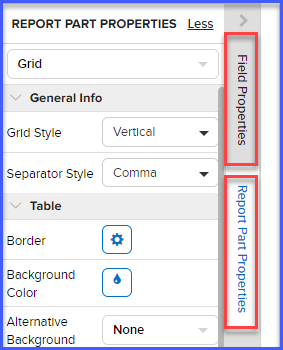 REPORT PART PROPERTIES Less
Grid
General Info
Grid Style Vertical
Separator Style Comma
Table
Border
Background
Color
Alternative None
Background
Field Properties
Report Part Properties